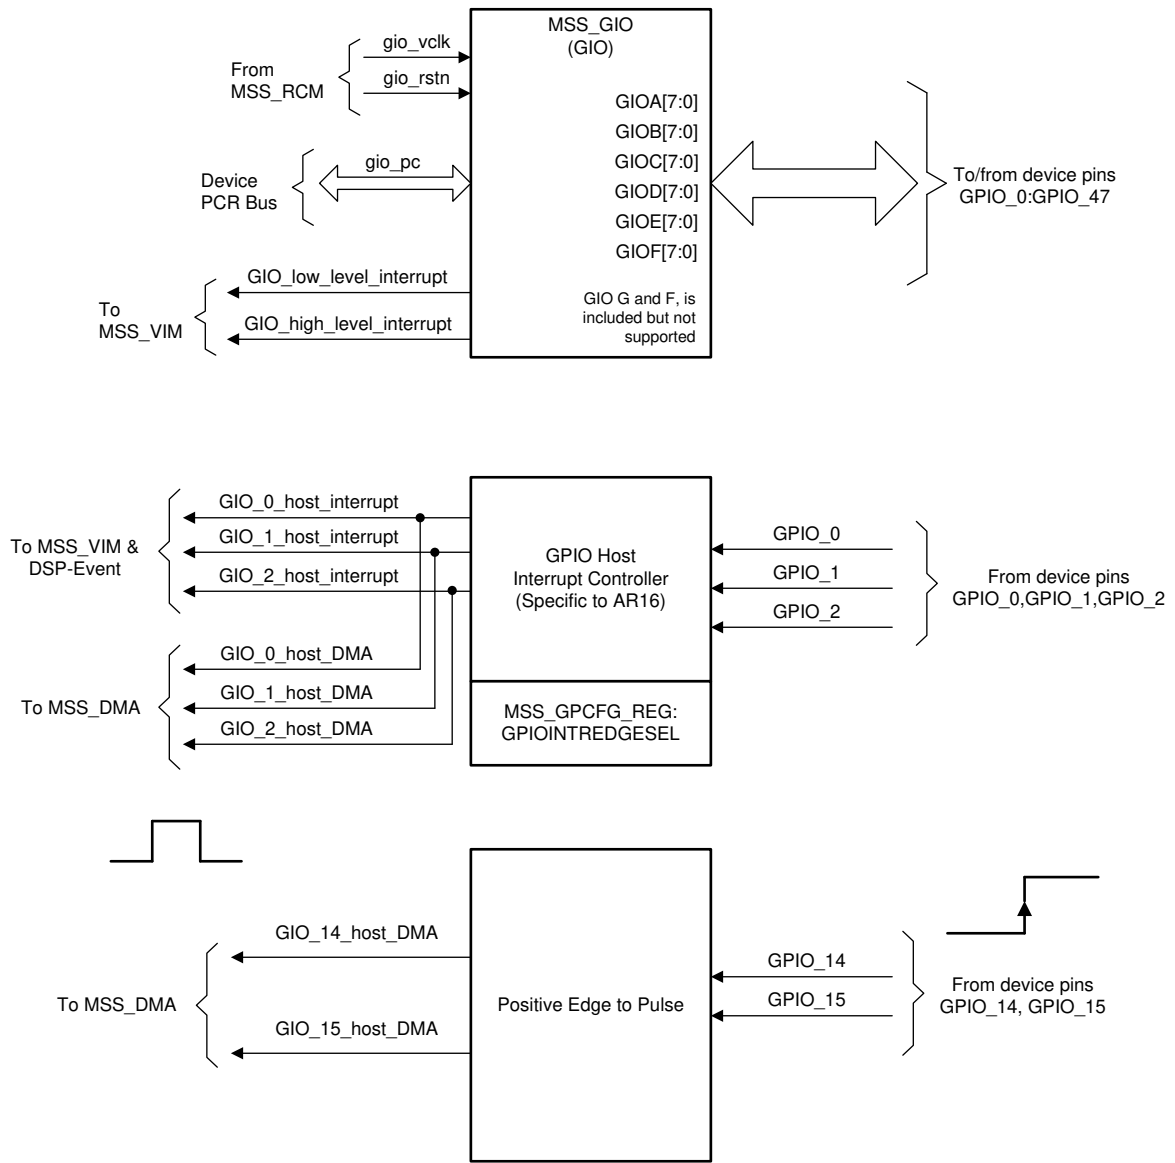 MSS_GIO
(GIO)
gio_vclk
gio_rstn
From
MSS_RCM
GIOA[7:0]
GIOB[7:0]
GIOC[7:0]
GIOD[7:0]
GIOE[7:0]
GIOF[7:0]
gio_pc
Device
PCR Bus
To/from device pins
GPIO_0:GPIO_47
GIO_low_level_interrupt
GIO_high_level_interrupt
To
MSS_VIM
GIO G and F, is
included but not
supported
GIO_0_host_interrupt
GIO_1_host_interrupt
GIO_2_host_interrupt
To MSS_VIM &
DSP-Event
GPIO Host
Interrupt Controller
(Specific to AR16)
GPIO_0
GPIO_1
GPIO_2
From device pins
GPIO_0,GPIO_1,GPIO_2
GIO_0_host_DMA
GIO_1_host_DMA
GIO_2_host_DMA
To MSS_DMA
MSS_GPCFG_REG:
GPIOINTREDGESEL
GIO_14_host_DMA
GIO_15_host_DMA
To MSS_DMA
Positive Edge to Pulse
GPIO_14
GPIO_15
From device pins
GPIO_14, GPIO_15